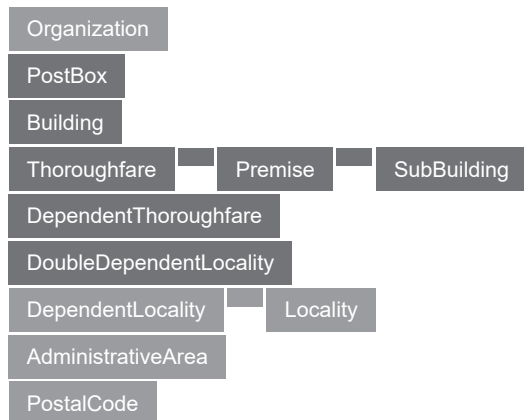 Organization
PostBox
Building
Thoroughfare Premise SubBuilding
DependentThoroughfare
DoubleDependentLocality
DependentLocality Locality
AdministrativeArea
PostalCode